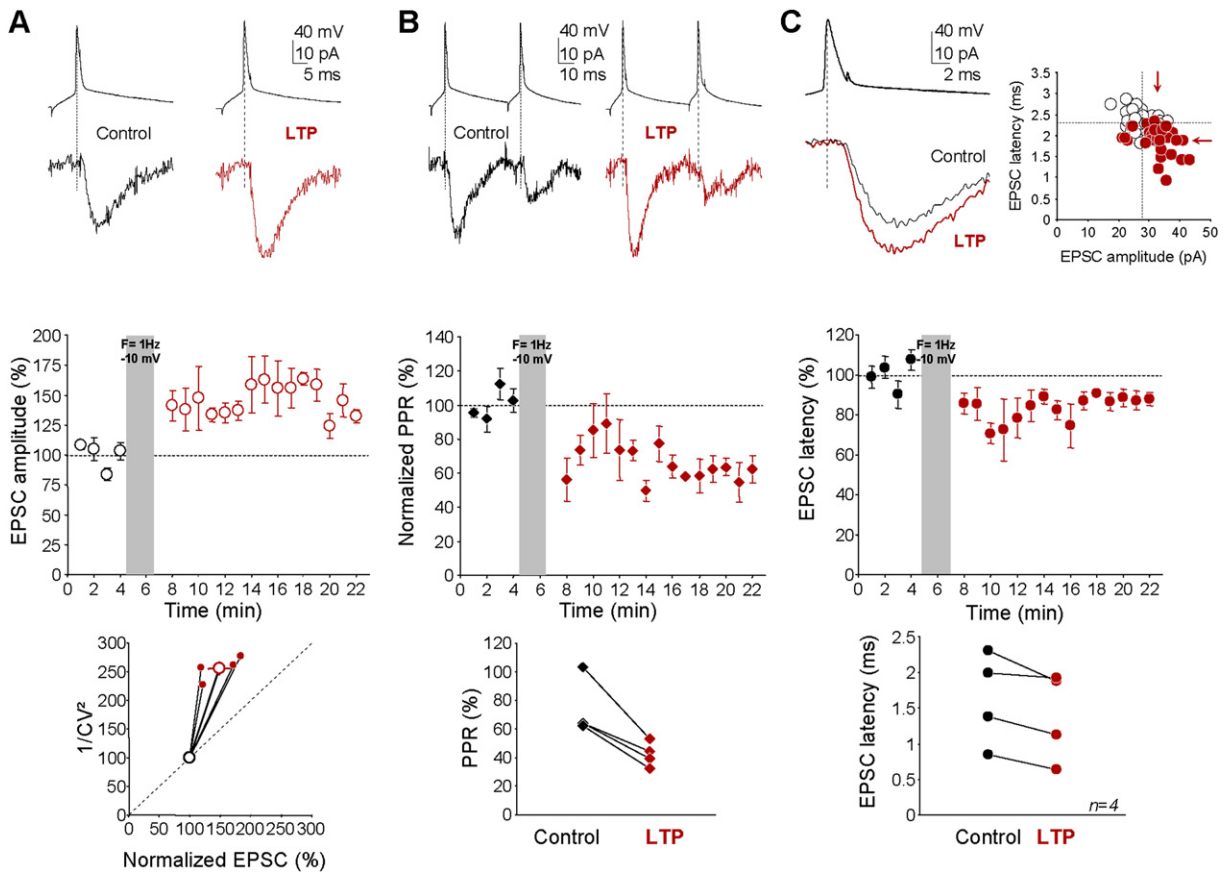 A
40 mV
10 pA
5 ms
Control
LTP
B
40 mV
10 pA
10 ms
Control
LTP
C
40 mV
10 pA
2 ms
Control
LTP
EPSC latency (ms)
3.5
3
2.5
2
1.5
1
0.5
0
0 10 20 30 40 50
EPSC amplitude (pA)
EPSC amplitude (%)
200
175
150
125
100
75
50
25
0
F= 1Hz
-10 mV
0 2 4 6 8 10 12 14 16 18 20 22
Time (min)
Normalized PPR (%)
140
120
100
80
60
40
20
0
F= 1Hz
-10 mV
0 2 4 6 8 10 12 14 16 18 20 22
Time (min)
EPSC latency (%)
120
100
80
60
40
20
0
F= 1Hz
-10 mV
0 2 4 6 8 10 12 14 16 18 20 22
Time (min)
1/CV²
300
250
200
150
100
50
0
0 50 100 150 200 250 300
Normalized EPSC (%)
PPR (%)
120
100
80
60
40
20
0
Control LTP
EPSC latency (ms)
2.5
2
1.5
1
0.5
0
n=4
Control LTP